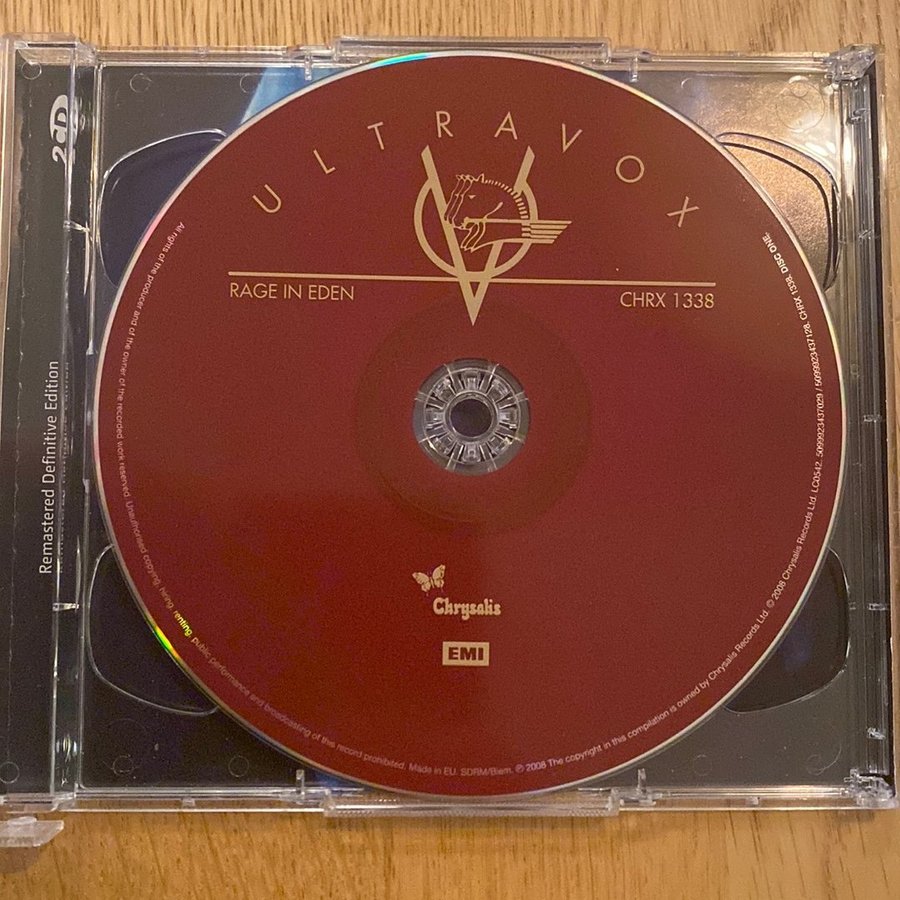 2CD
Remastered Definitive Edition
ULTRAVOX
RAGE IN EDEN
CHRX 1338
Chrysalis
EMI
All rights of the producer and of the owner of the recorded work reserved. Unauthorised copying, hiring, renting, public performance and broadcasting of this record prohibited. Made in EU. SDRM/Biem. ℗ 2008 The copyright in this compilation is owned by Chrysalis Records Ltd. © 2008 Chrysalis Records Ltd. LC0542. 5099923437029 / 5099923437128. CHRX 1338. DISC ONE.